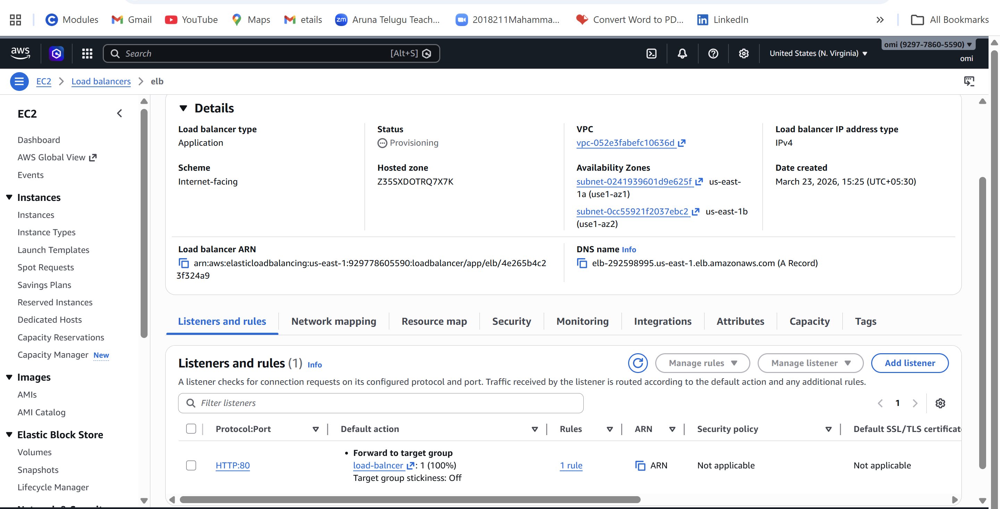 Modules
Gmail
YouTube
Maps
etails
zm
Aruna Telugu Teach...
2018211Mahamma...
Convert Word to PD...
in
LinkedIn
All Bookmarks
aws
Search
[Alt+S]
United States (N. Virginia)
omi (9297-7860-5590)
omi
EC2
Load balancers
elb
EC2
Dashboard
AWS Global View
Events
Instances
Instances
Instance Types
Launch Templates
Spot Requests
Savings Plans
Reserved Instances
Dedicated Hosts
Capacity Reservations
Capacity Manager New
Images
AMIs
AMI Catalog
Elastic Block Store
Volumes
Snapshots
Lifecycle Manager
Details
Load balancer type
Application
Status
Provisioning
VPC
vpc-052e3fabefc10636d
Load balancer IP address type
IPv4
Scheme
Internet-facing
Hosted zone
Z35SXDOTRQ7X7K
Availability Zones
subnet-0241939601d9e625f us-east-
1a (use1-az1)
subnet-0cc55921f2037ebc2 us-east-1b
(use1-az2)
Date created
March 23, 2026, 15:25 (UTC+05:30)
Load balancer ARN
arn:aws:elasticloadbalancing:us-east-1:929778605590:loadbalancer/app/elb/4e265b4c2
3f324a9
DNS name Info
elb-292598995.us-east-1.elb.amazonaws.com (A Record)
Listeners and rules
Network mapping
Resource map
Security
Monitoring
Integrations
Attributes
Capacity
Tags
Listeners and rules (1) Info
Manage rules
Manage listener
Add listener
A listener checks for connection requests on its configured protocol and port. Traffic received by the listener is routed according to the default action and any additional rules.
Filter listeners
1
Protocol:Port
Default action
Rules
ARN
Security policy
Default SSL/TLS certificat
HTTP:80
• Forward to target group
load-balncer : 1 (100%)
Target group stickiness: Off
1 rule
ARN
Not applicable
Not applicable